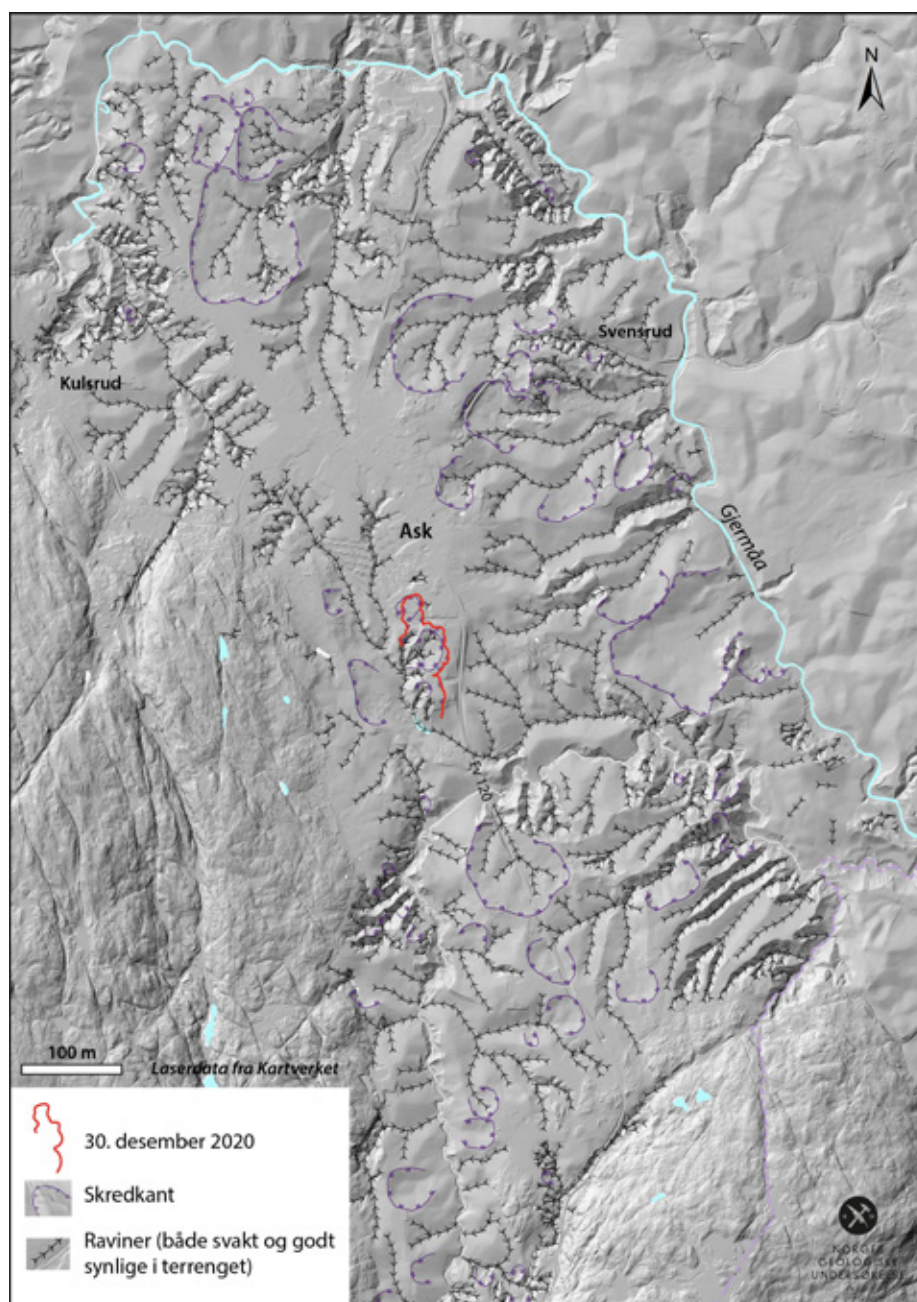 N
Svensrud
Kulsrud
Gjermåa
Ask
120
100 m
Laserdata fra Kartverket
30. desember 2020
Skredkant
Raviner (både svakt og godt
synlige i terrenget)
NORGES
GEOLOGISKE
UNDERSØKELSE